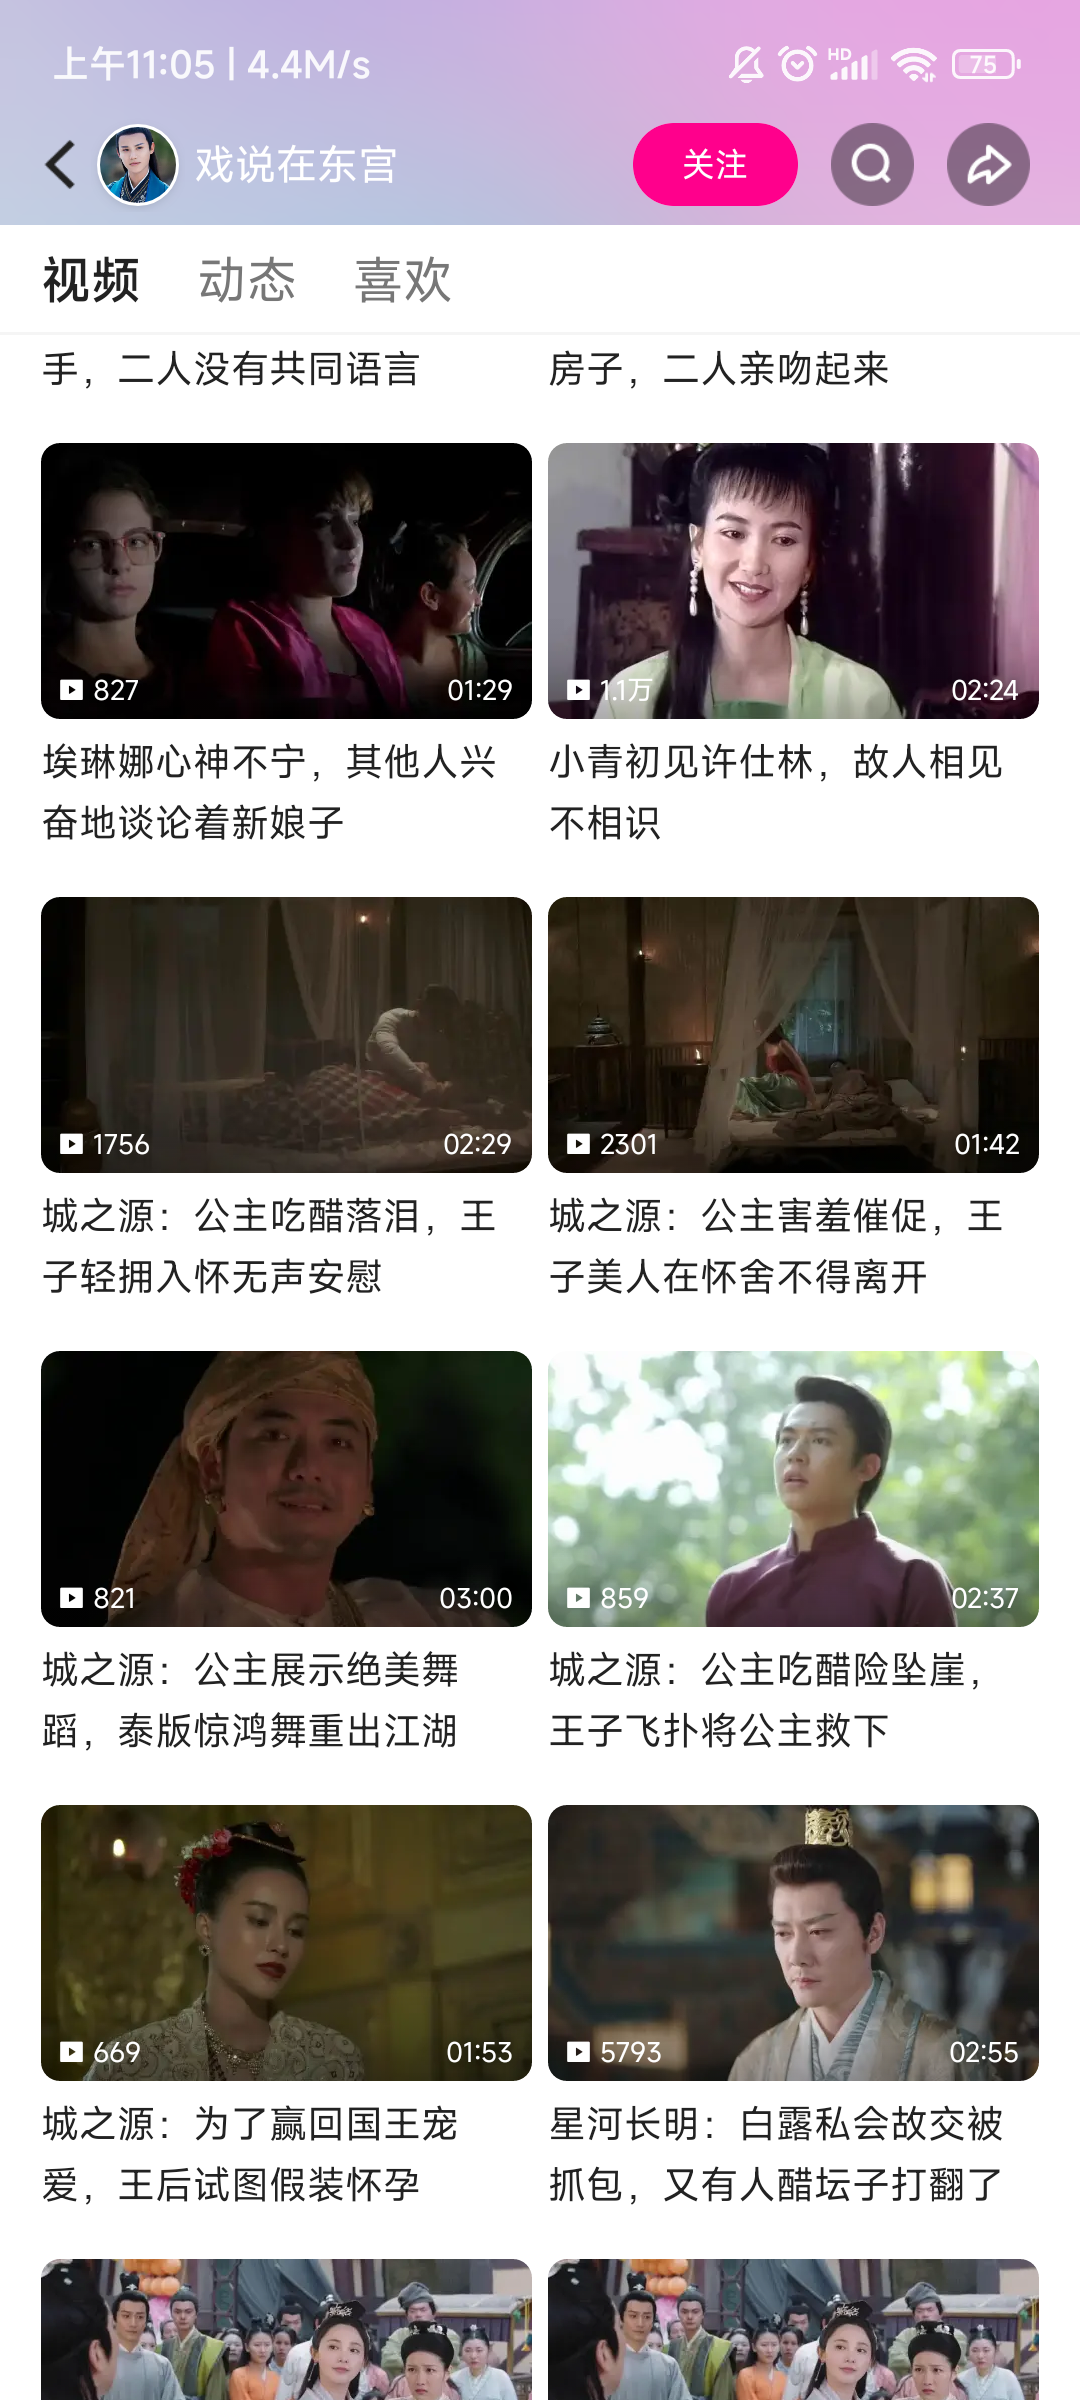 上午11:05 | 4.4M/s
HD
75
戏说在东宫
关注
视频
动态
喜欢
手，二人没有共同语言
房子，二人亲吻起来
827
01:29
1.1万
02:24
埃琳娜心神不宁，其他人兴
奋地谈论着新娘子
小青初见许仕林，故人相见
不相识
1756
02:29
2301
01:42
城之源：公主吃醋落泪，王
子轻拥入怀无声安慰
城之源：公主害羞催促，王
子美人在怀舍不得离开
821
03:00
859
02:37
城之源：公主展示绝美舞
蹈，泰版惊鸿舞重出江湖
城之源：公主吃醋险坠崖，
王子飞扑将公主救下
669
01:53
5793
02:55
城之源：为了赢回国王宠
爱，王后试图假装怀孕
星河长明：白露私会故交被
抓包，又有人醋坛子打翻了